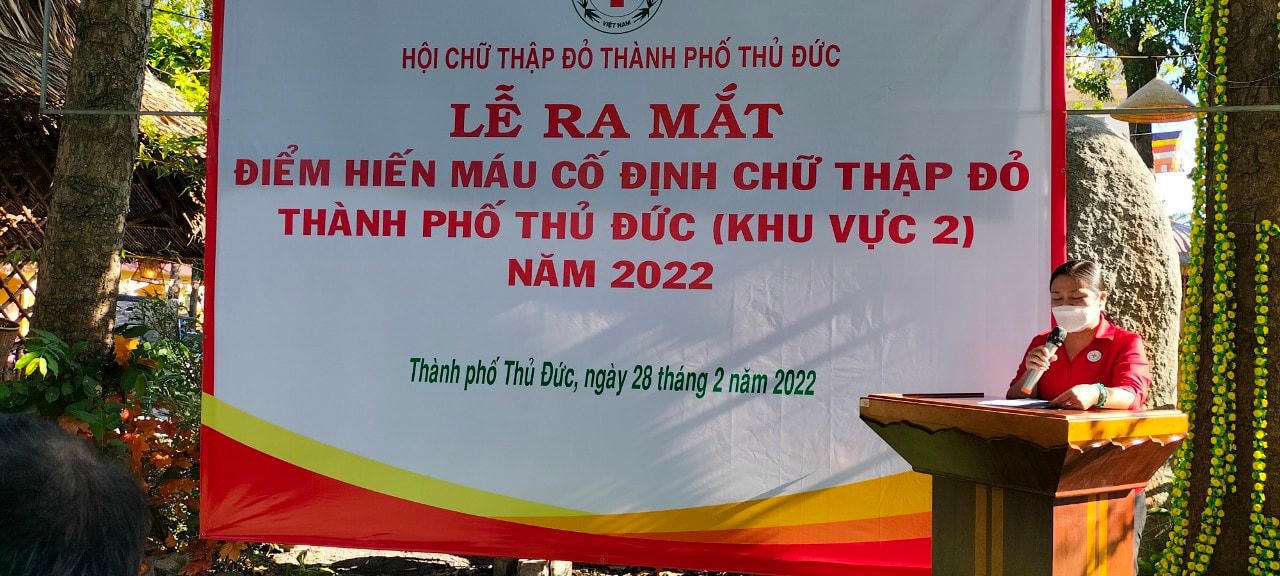 VIỆT NAM
HỘI CHỮ THẬP ĐỎ THÀNH PHỐ THỦ ĐỨC
LỄ RA MẮT
ĐIỂM HIẾN MÁU CỐ ĐỊNH CHỮ THẬP ĐỎ
THÀNH PHỐ THỦ ĐỨC (KHU VỰC 2)
NĂM 2022
Thành phố Thủ Đức, ngày 28 tháng 2 năm 2022